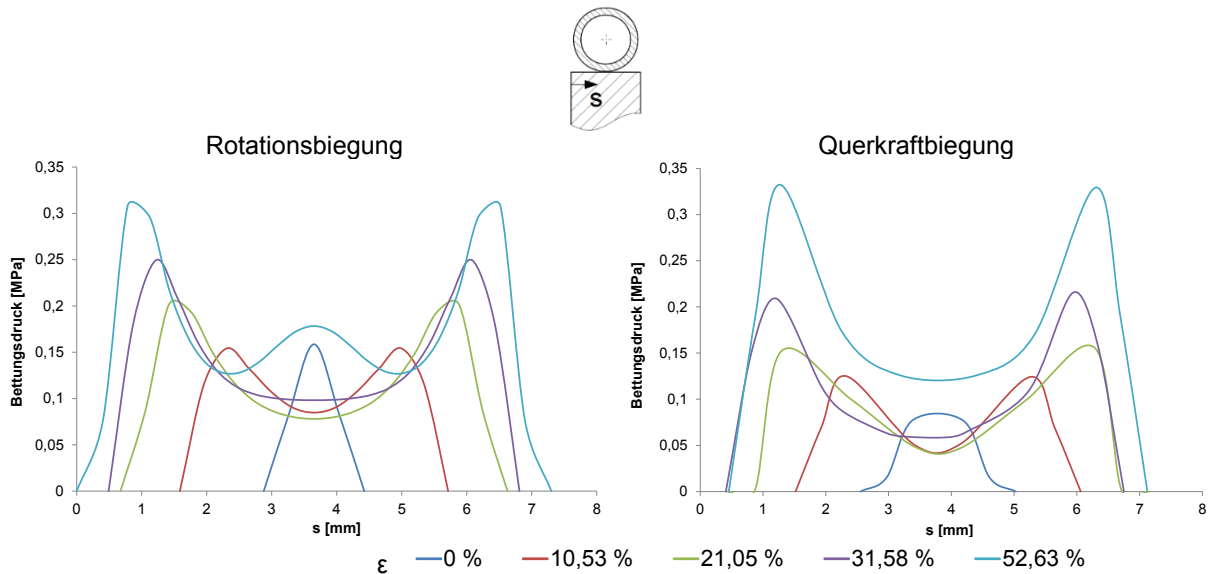 S
Rotationsbiegung
Querkraftbiegung
Bettungsdruck [MPa]
0,35
0,3
0,25
0,2
0,15
0,1
0,05
0
0 1 2 3 4 5 6 7 8
s [mm]
Bettungsdruck [MPa]
0,35
0,3
0,25
0,2
0,15
0,1
0,05
0
0 1 2 3 4 5 6 7 8
s [mm]
ε 0 % 10,53 % 21,05 % 31,58 % 52,63 %